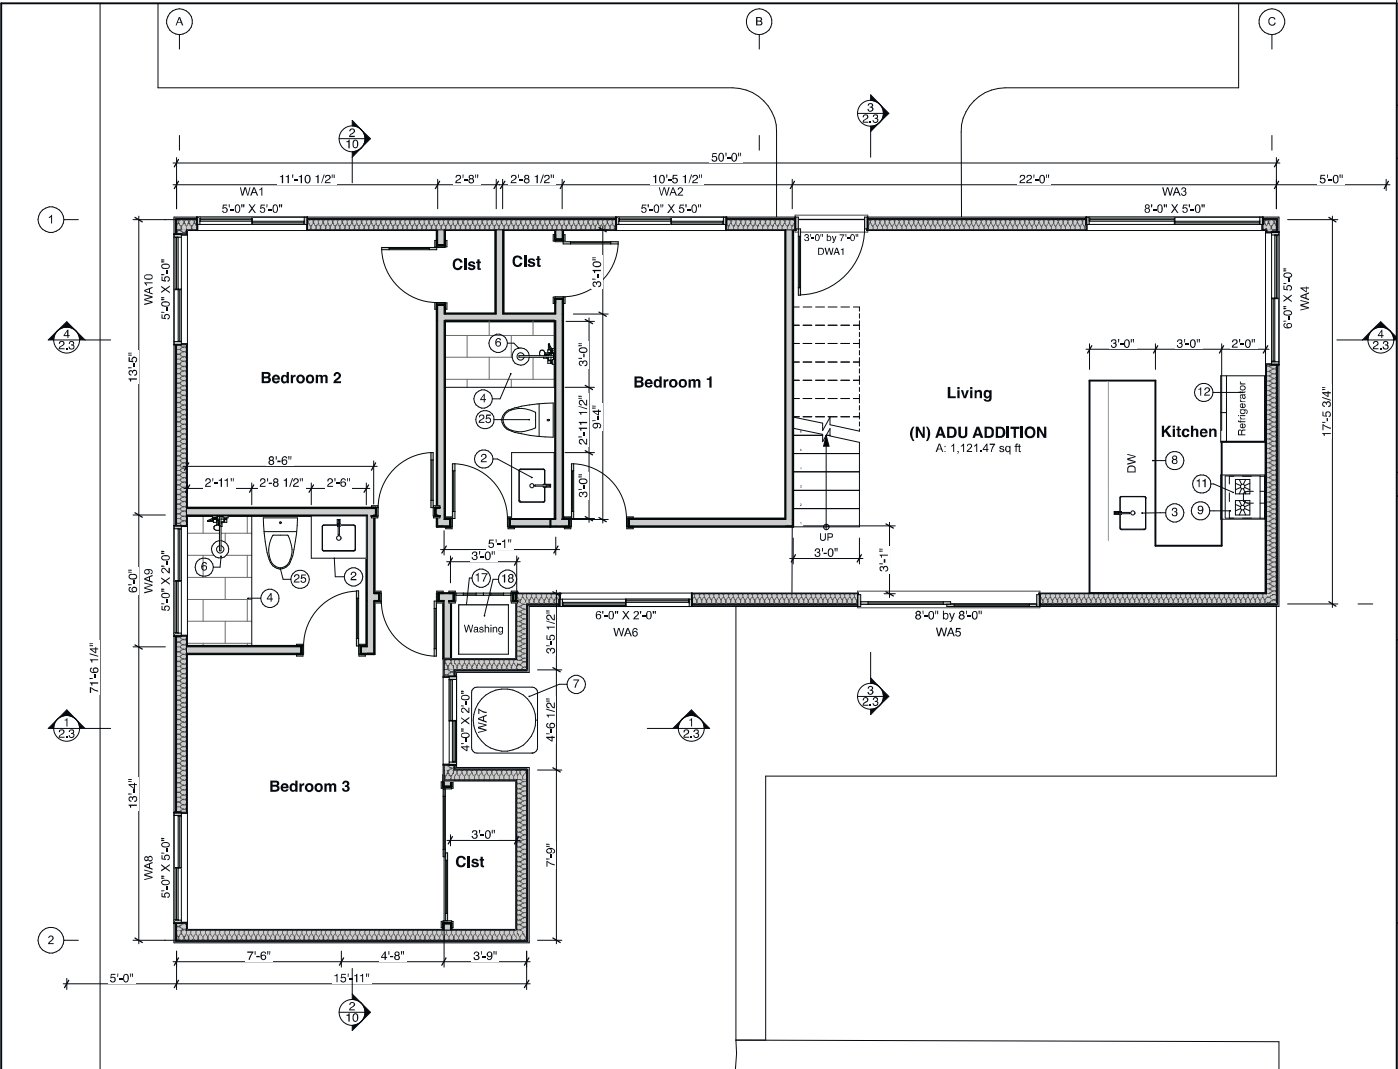 A
B
C
3
2.3
2
10
50'-0"
11'-10 1/2"
2'-8"
2'-8 1/2"
10'-5 1/2"
22'-0"
5'-0"
WA1
5'-0" X 5'-0"
WA2
5'-0" X 5'-0"
WA3
8'-0" X 5'-0"
1
3'-0" by 7'-0"
DWA1
Clst
Clst
3'-10"
WA10
5'-0" X 5'-0"
6'-0" X 5'-0"
WA4
4
2.3
4
2.3
13'-5"
6
3'-0"
3'-0"
3'-0"
2'-0"
Bedroom 2
Bedroom 1
Living
12
Refrigerator
4
25
2'-11 1/2"
9'-4"
(N) ADU ADDITION
A: 1,121.47 sq ft
Kitchen
17'-5 3/4"
8'-6"
2
DW
8
2'-11"
2'-8 1/2"
2'-6"
3'-0"
11
9
3
UP
5'-1"
3'-0"
3'-0"
3'-1"
6
25
2
4
6'-0"
WA9
5'-0" X 2'-0"
17
18
Washing
6'-0" X 2'-0"
WA6
8'-0" by 8'-0"
WA5
3'-5 1/2"
71'-6 1/4"
7
3
2.3
4'-0" X 2'-0"
WA7
4'-6 1/2"
1
2.3
1
2.3
Bedroom 3
13'-4"
3'-0"
Clst
7'-9"
WA8
5'-0" X 5'-0"
2
7'-6"
4'-8"
3'-9"
5'-0"
15'-11"
2
10